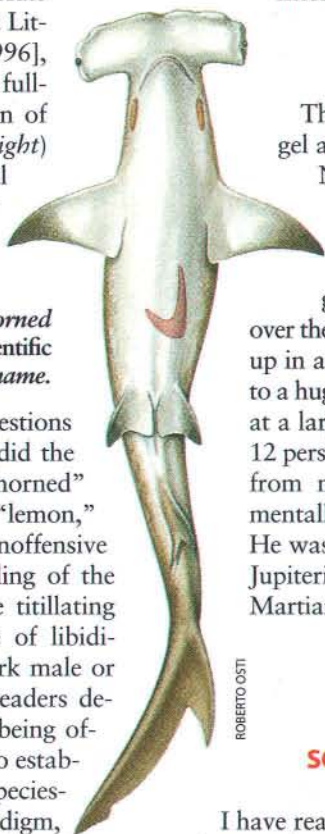 Lit-
996],
full-
n of
ight)
l
orned
entific
name.
estions
did the
horned”
“lemon,”
noffensive
ling of the
e titillating
of libidi-
rk male or
eaders de-
being of-
o estab-
pecies-
digm,
ROBERTO OSTI
Th
gel a
N
g
over the
up in a
to a hug
at a lar
12 pers
from n
mentall
He was
Jupiteri
Martian
I have rea